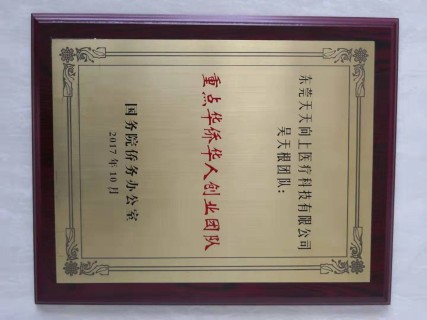 东莞天天向上医疗科技有限公司
吴天根团队：
重点华侨华人创业团队
国务院侨务办公室
2017年10月